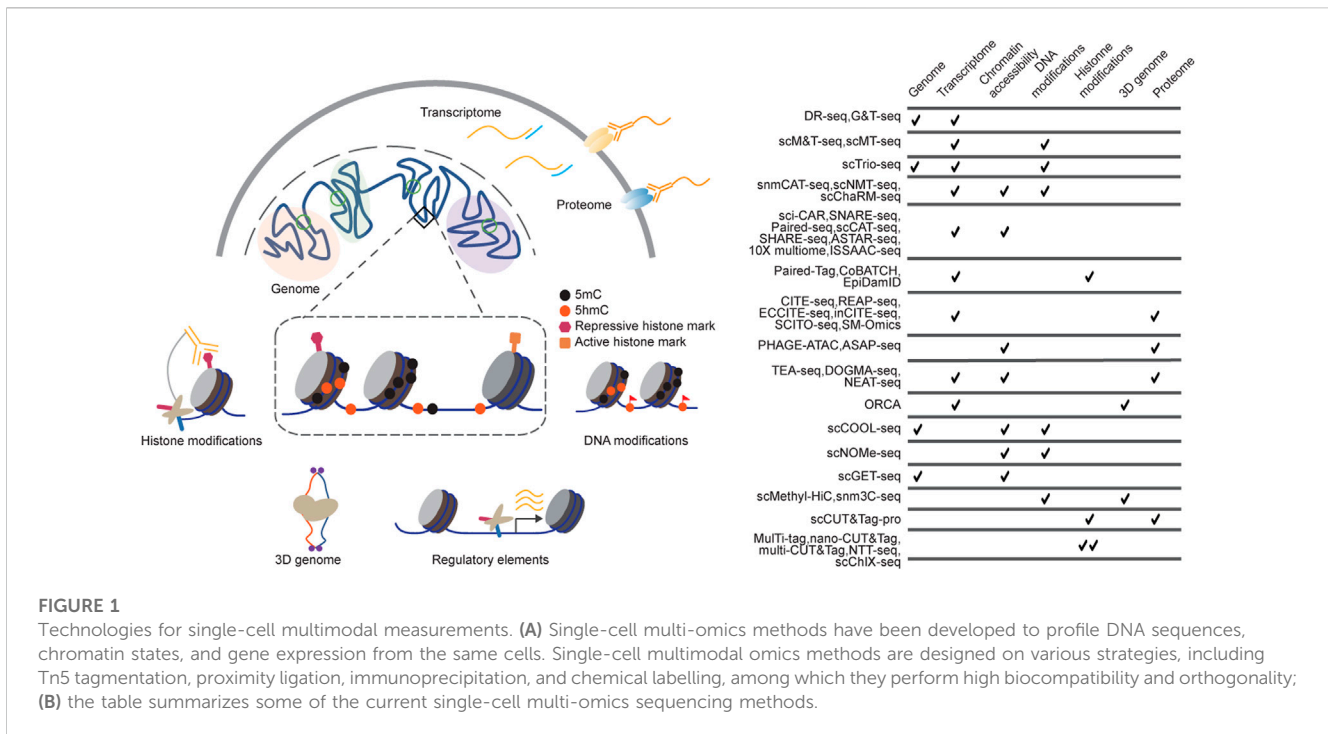 Transcriptome
Proteome
Genome
5mC
5hmC
Repressive histone mark
Active histone mark
Histone modifications
DNA modifications
3D genome
Regulatory elements
Genome
Transcriptome
Chromatin
accessibility
DNA
modifications
Histonne
modifications
3D genome
Proteome
DR-seq,G&T-seq
✓ ✓
scM&T-seq,scMT-seq
✓ ✓
scTrio-seq
✓ ✓ ✓
snmCAT-seq,scNMT-seq,
scChaRM-seq
✓ ✓ ✓
sci-CAR,SNARE-seq,
Paired-seq,scCAT-seq,
SHARE-seq,ASTAR-seq,
10X multiome,ISSAAC-seq
✓ ✓
Paired-Tag,CoBATCH,
EpiDamID
✓ ✓
CITE-seq,REAP-seq,
ECCITE-seq,inCITE-seq,
SCITO-seq,SM-Omics
✓ ✓
PHAGE-ATAC,ASAP-seq
✓ ✓
TEA-seq,DOGMA-seq,
NEAT-seq
✓ ✓ ✓
ORCA
✓ ✓
scCOOL-seq
✓ ✓ ✓
scNOMe-seq
✓ ✓
scGET-seq
✓ ✓
scMethyl-HiC,snm3C-seq
✓ ✓
scCUT&Tag-pro
✓ ✓
MulTi-tag,nano-CUT&Tag,
multi-CUT&Tag,NTT-seq,
scChIX-seq
✓✓
FIGURE 1
Technologies for single-cell multimodal measurements. (A) Single-cell multi-omics methods have been developed to profile DNA sequences,
chromatin states, and gene expression from the same cells. Single-cell multimodal omics methods are designed on various strategies, including
Tn5 tagmentation, proximity ligation, immunoprecipitation, and chemical labelling, among which they perform high biocompatibility and orthogonality;
(B) the table summarizes some of the current single-cell multi-omics sequencing methods.